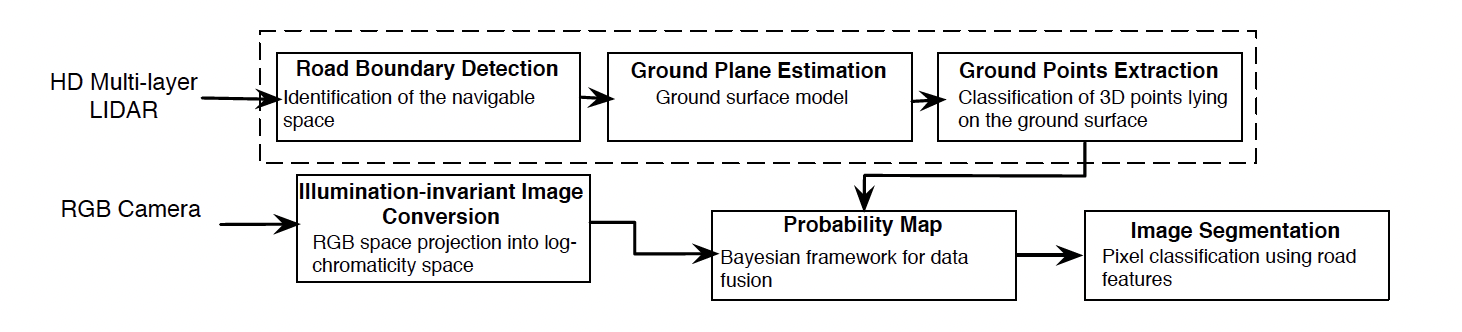 HD Multi-layer
LIDAR
Road Boundary Detection
Identification of the navigable
space
Ground Plane Estimation
Ground surface model
Ground Points Extraction
Classification of 3D points lying
on the ground surface
RGB Camera
Illumination-invariant Image
Conversion
RGB space projection into log-
chromaticity space
Probability Map
Bayesian framework for data
fusion
Image Segmentation
Pixel classification using road
features